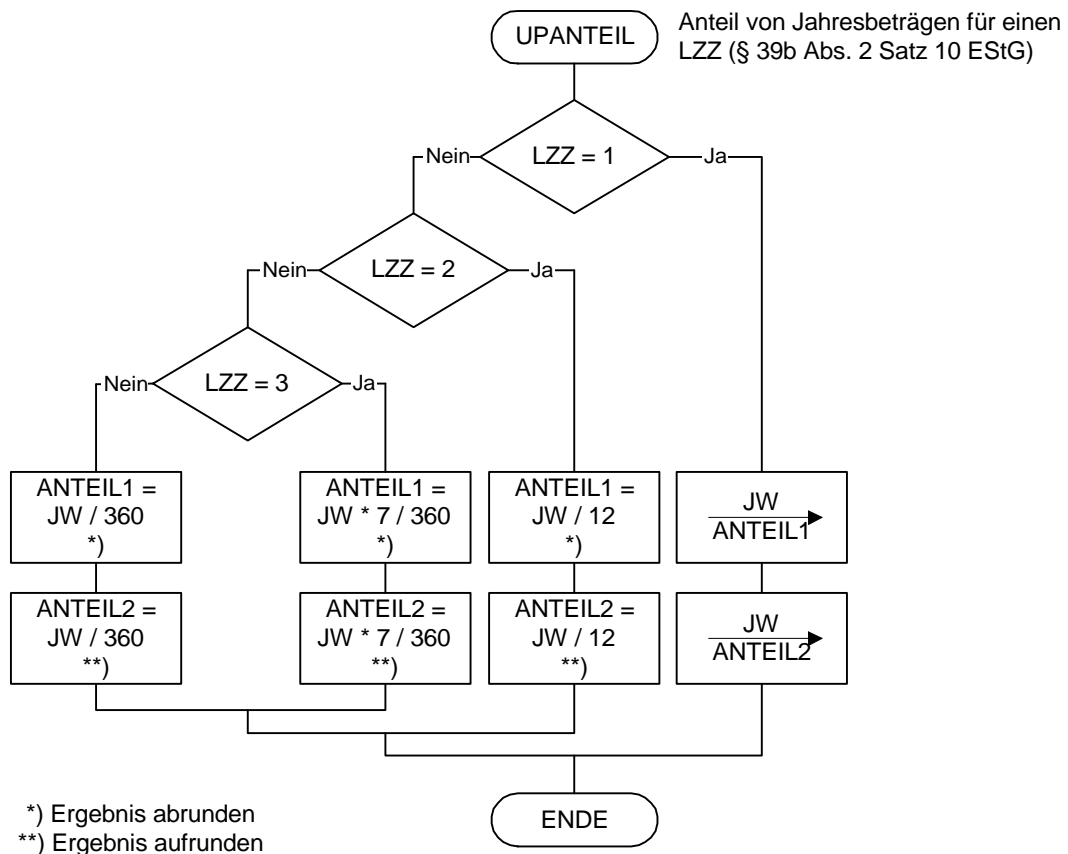 UPANTEIL
Anteil von Jahresbeträgen für einen
LZZ (§ 39b Abs. 2 Satz 10 EStG)
Nein
LZZ = 1
Ja
Nein
LZZ = 2
Ja
Nein
LZZ = 3
Ja
ANTEIL1 =
JW / 360
*)
ANTEIL1 =
JW * 7 / 360
*)
ANTEIL1 =
JW / 12
*)
JW
ANTEIL1
ANTEIL2 =
JW / 360
**)
ANTEIL2 =
JW * 7 / 360
**)
ANTEIL2 =
JW / 12
**)
JW
ANTEIL2
*) Ergebnis abrunden
**) Ergebnis aufrunden
ENDE